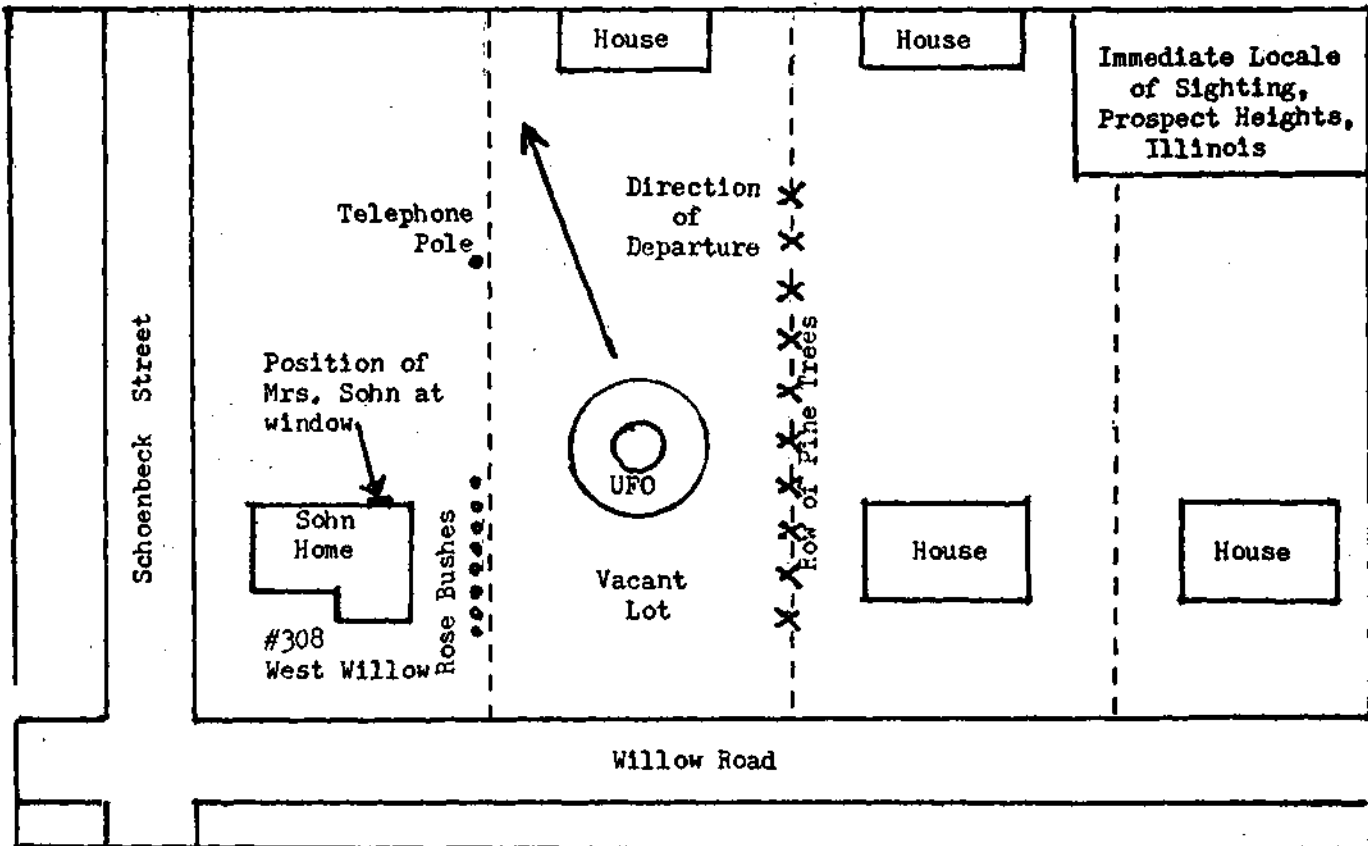 House
House
Immediate Locale
of Sighting,
Prospect Heights,
Illinois
Direction
of
Departure
Telephone
Pole
Schoenbeck Street
Position of
Mrs. Sohn at
window
Row of Pine Trees
UFO
Sohn
Home
Rose Bushes
House
House
Vacant
Lot
#308
West Willow
Willow Road